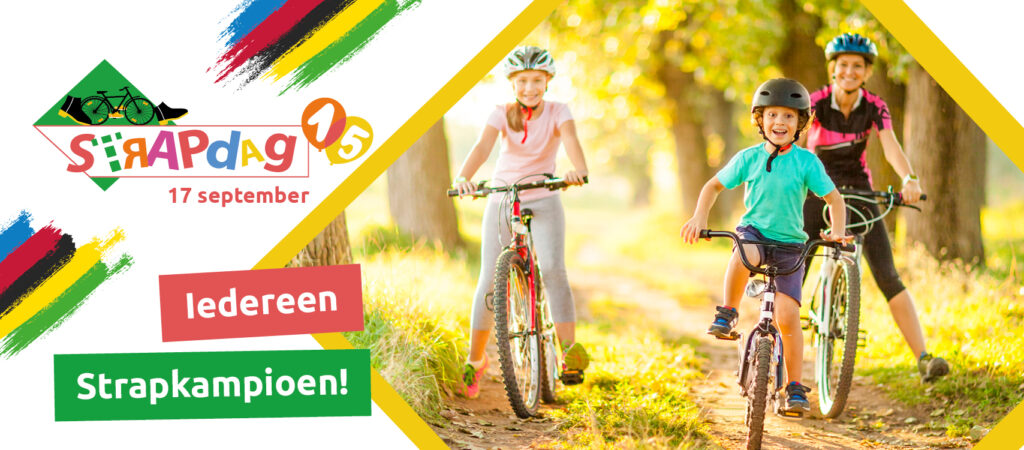 STRAPdAG
15
17 september
Iedereen
Strapkampioen!